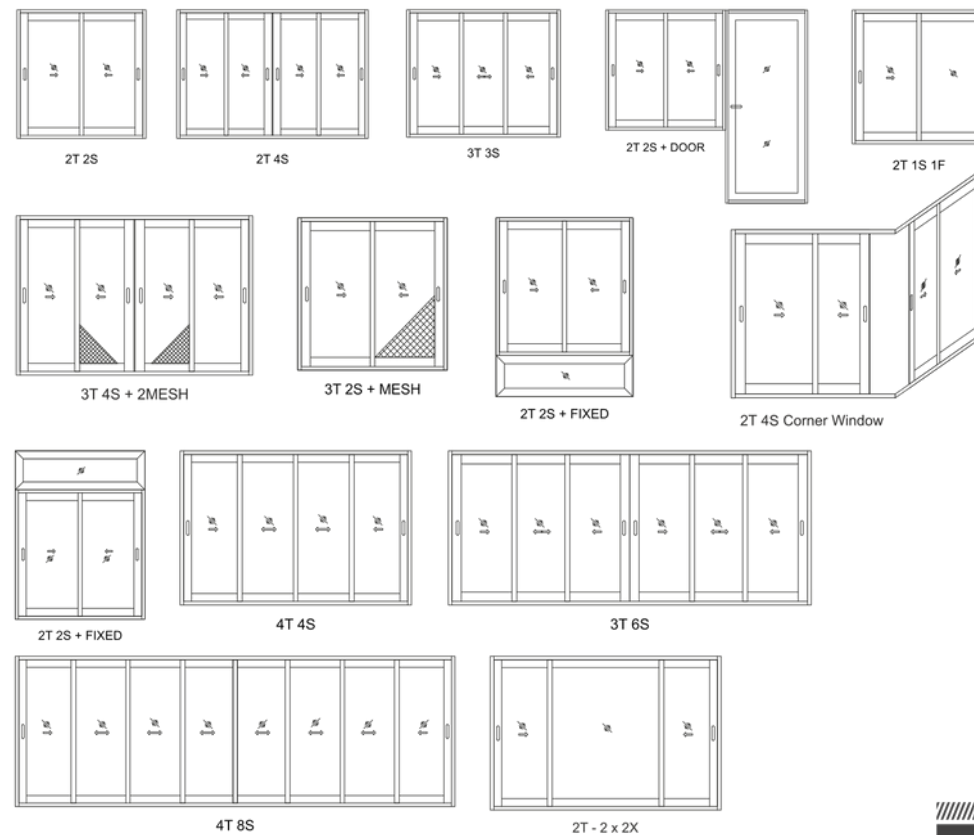 2T 2S
2T 4S
3T 3S
2T 2S + DOOR
2T 1S 1F
3T 4S + 2MESH
3T 2S + MESH
2T 2S + FIXED
2T 4S Corner Window
2T 2S + FIXED
4T 4S
3T 6S
4T 8S
2T - 2 x 2X